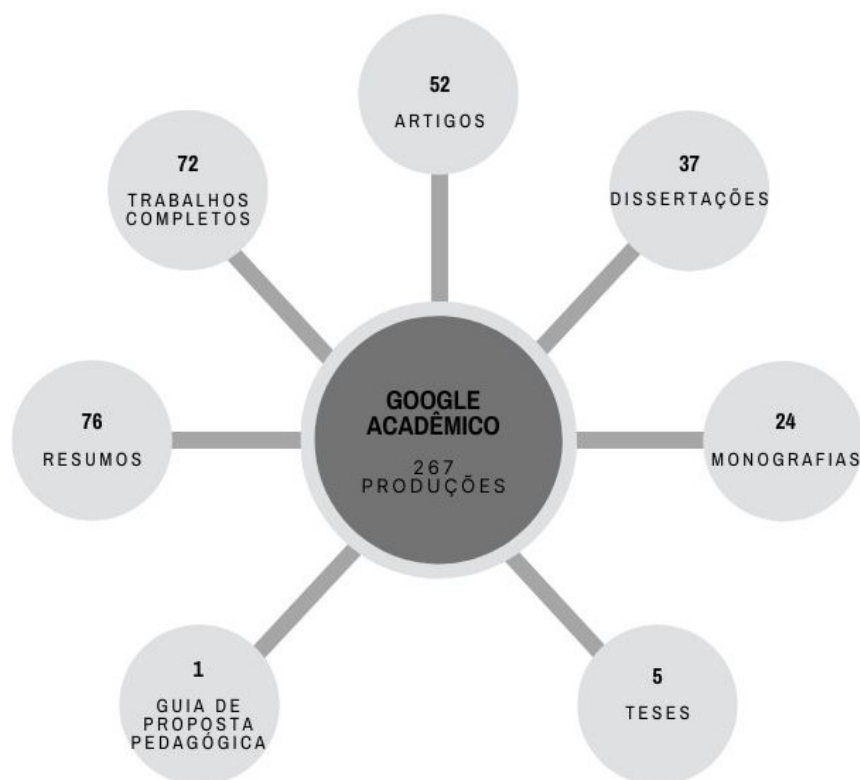 52
ARTIGOS
72
TRABALHOS
COMPLETOS
37
DISSERTAÇÕES
GOOGLE
ACADÊMICO
267
PRODUÇÕES
76
RESUMOS
24
MONOGRAFIAS
1
GUIA DE
PROPOSTA
PEDAGÓGICA
5
TESES